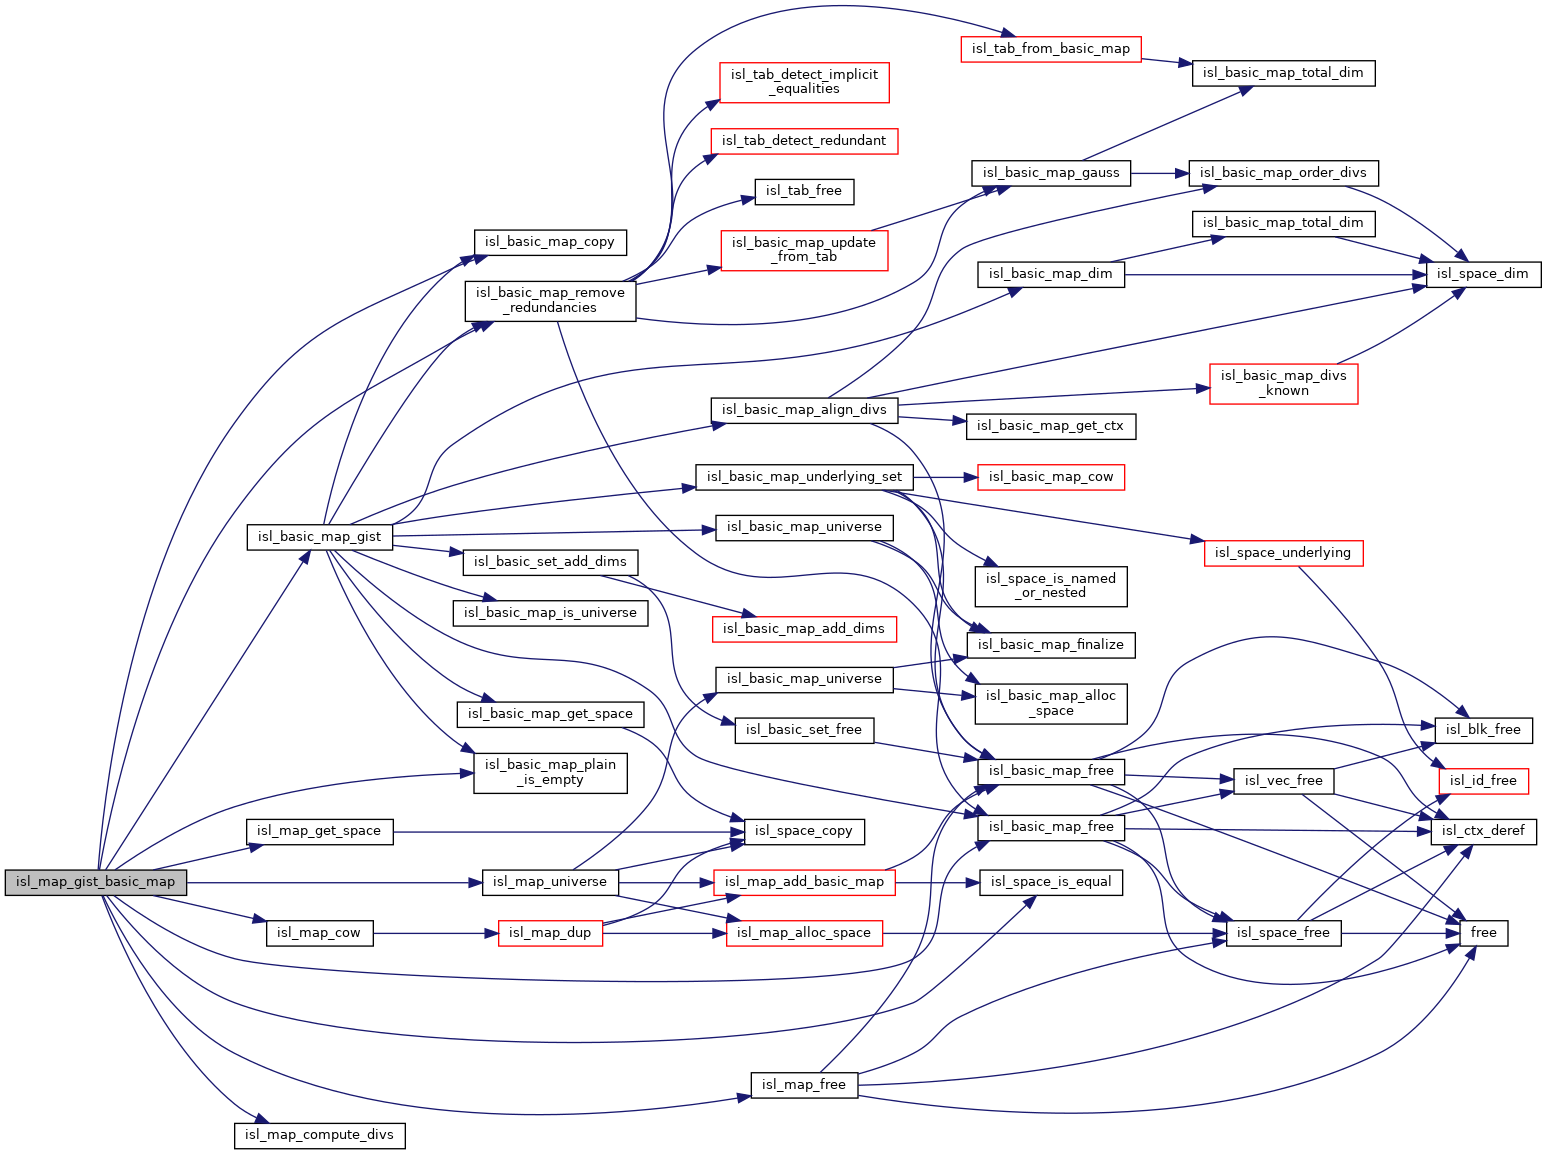 isl_tab_from_basic_map
isl_basic_map_total_dim
isl_tab_detect_implicit
_equalities
isl_tab_detect_redundant
isl_basic_map_gauss
isl_basic_map_order_divs
isl_tab_free
isl_basic_map_total_dim
isl_basic_map_copy
isl_basic_map_update
_from_tab
isl_basic_map_dim
isl_space_dim
isl_basic_map_remove
_redundancies
isl_basic_map_divs
_known
isl_basic_map_align_divs
isl_basic_map_get_ctx
isl_basic_map_underlying_set
isl_basic_map_cow
isl_basic_map_gist
isl_basic_map_universe
isl_space_underlying
isl_basic_set_add_dims
isl_space_is_named
_or_nested
isl_basic_map_is_universe
isl_basic_map_add_dims
isl_basic_map_finalize
isl_basic_map_universe
isl_basic_map_alloc
_space
isl_basic_map_get_space
isl_basic_set_free
isl_blk_free
isl_basic_map_plain
_is_empty
isl_basic_map_free
isl_vec_free
isl_id_free
isl_map_get_space
isl_space_copy
isl_basic_map_free
isl_ctx_deref
isl_map_gist_basic_map
isl_map_universe
isl_map_add_basic_map
isl_space_is_equal
isl_map_cow
isl_map_dup
isl_map_alloc_space
isl_space_free
free
isl_map_free
isl_map_compute_divs